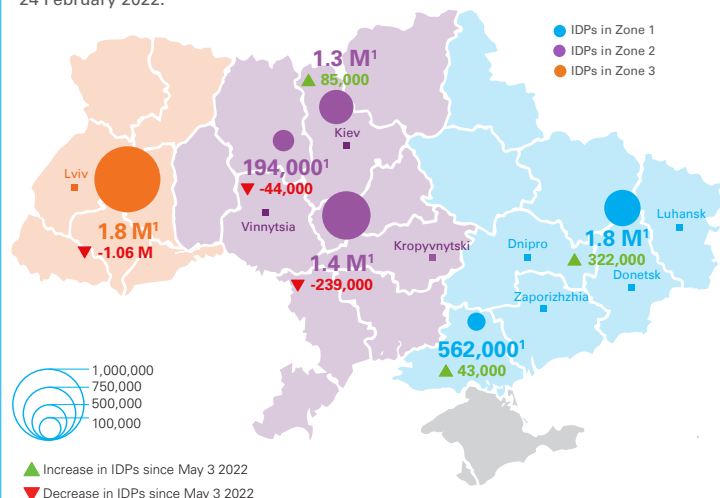 24 February 2022.
IDPs in Zone 1
IDPs in Zone 2
IDPs in Zone 3
1.3 M¹
85,000
Kiev
194,000¹
-44,000
Vinnytsia
Lviv
1.8 M¹
-1.06 M
1.4 M¹
-239,000
Kropyvnytski
Dnipro
1.8 M¹
322,000
Luhansk
Donetsk
Zaporizhzhia
562,000¹
43,000
1,000,000
750,000
500,000
100,000
Increase in IDPs since May 3 2022
Decrease in IDPs since May 3 2022